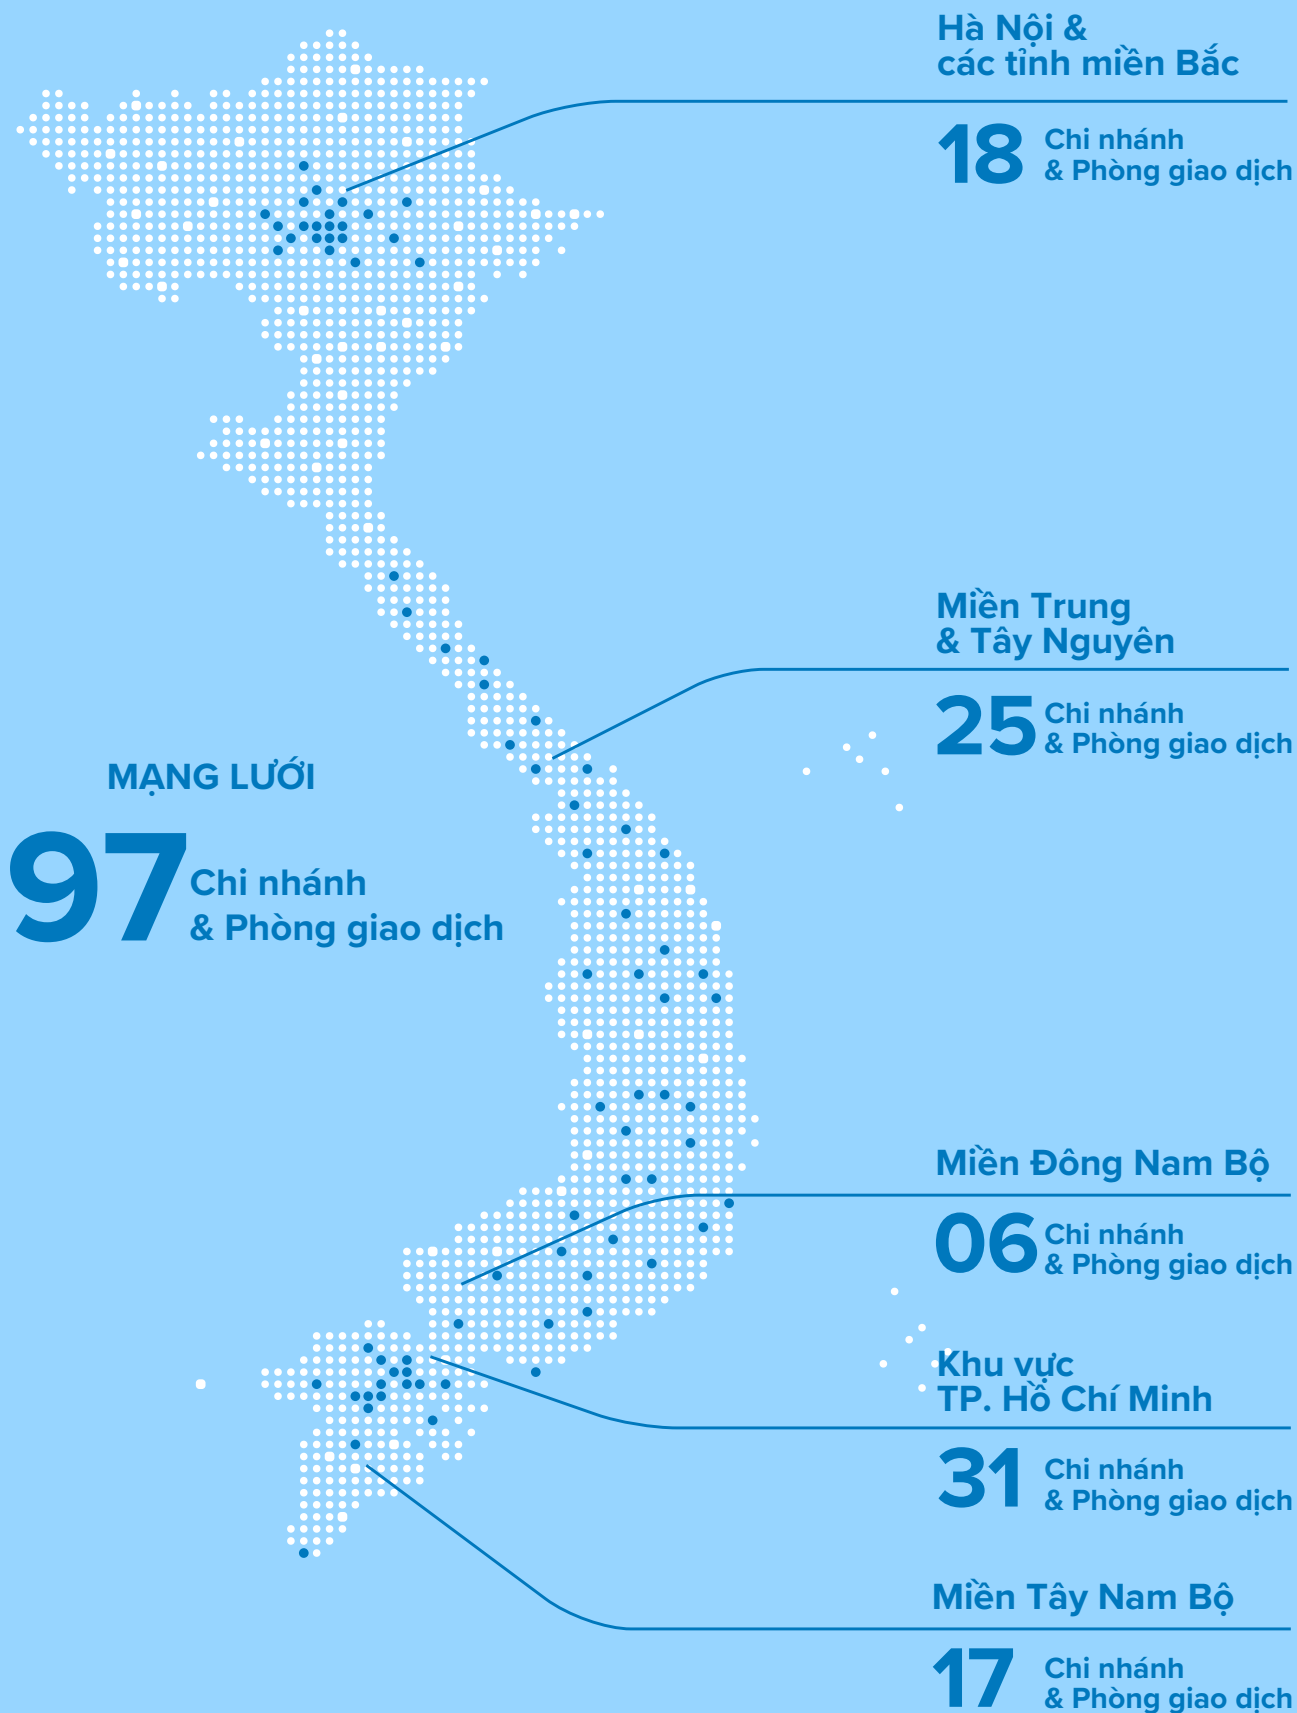 Hà Nội &
các tỉnh miền Bắc
18
Chi nhánh
& Phòng giao dịch
Miền Trung
& Tây Nguyên
25
Chi nhánh
& Phòng giao dịch
MẠNG LƯỚI
97
Chi nhánh
& Phòng giao dịch
Miền Đông Nam Bộ
06
Chi nhánh
& Phòng giao dịch
Khu vực
TP. Hồ Chí Minh
31
Chi nhánh
& Phòng giao dịch
Miền Tây Nam Bộ
17
Chi nhánh
& Phòng giao dịch